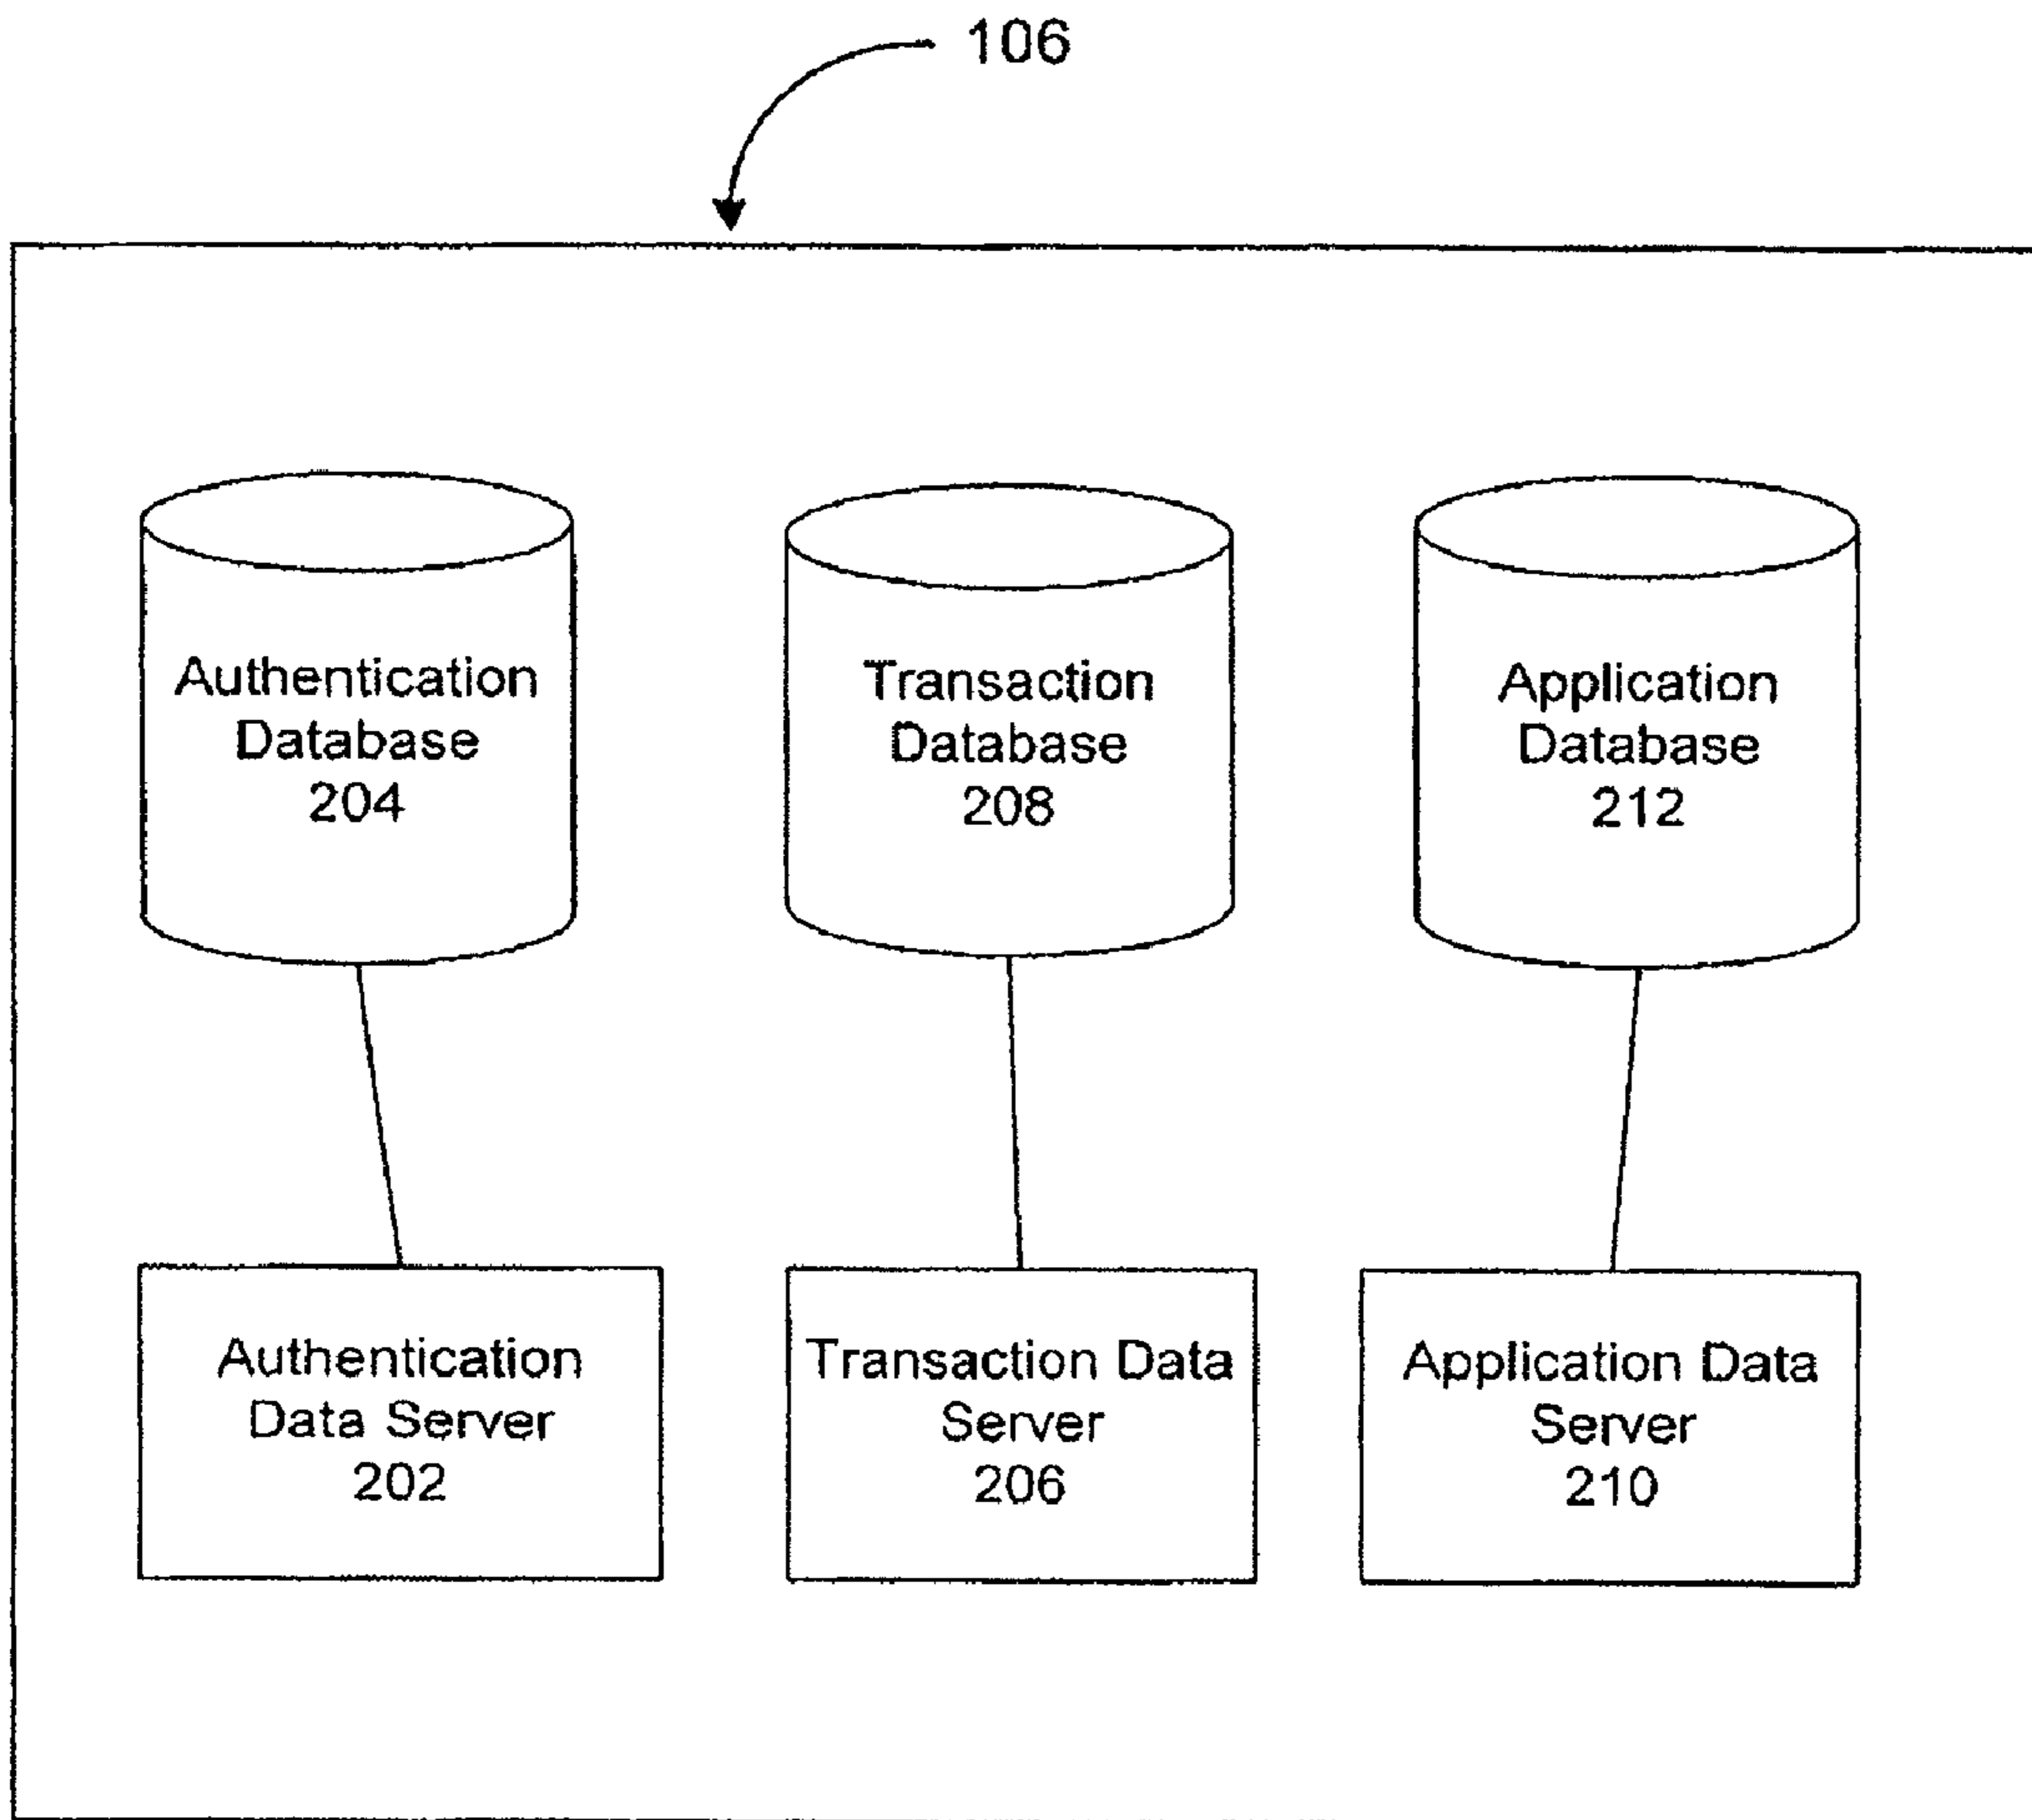 106
Authentication
Database
204
Transaction
Database
208
Application
Database
212
Authentication
Data Server
202
Transaction Data
Server
206
Application Data
Server
210